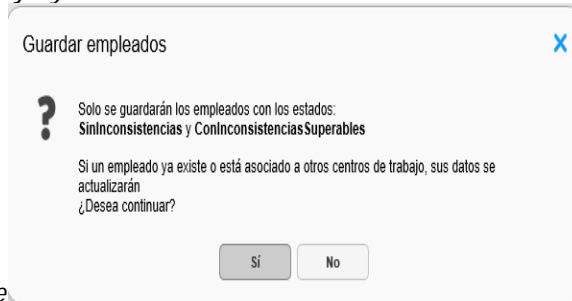 Guardar empleados
X
?
Solo se guardarán los empleados con los estados:
SinInconsistencias y ConInconsistenciasSuperables
Si un empleado ya existe o está asociado a otros centros de trabajo, sus datos se
actualizarán
¿Desea continuar?
Sí No
e